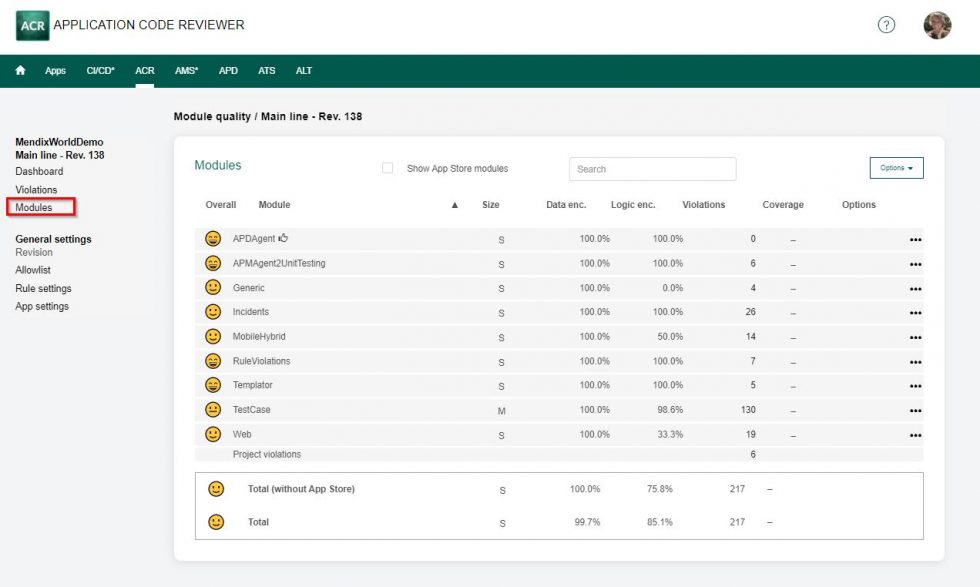 ACR APPLICATION CODE REVIEWER ?
Apps CI/CD* ACR AMS* APD ATS ALT
Module quality / Main line - Rev. 138
MendixWorldDemo
Main line - Rev. 138
Dashboard
Violations
Modules
General settings
Revision
Allowlist
Rule settings
App settings
Modules Show App Store modules Search Options
Overall Module ▲ Size Data enc. Logic enc. Violations Coverage Options
APDAgent S 100.0% 100.0% 0 – •••
APMAgent2UnitTesting S 100.0% 100.0% 6 – •••
Generic S 100.0% 0.0% 4 – •••
Incidents S 100.0% 100.0% 26 – •••
MobileHybrid S 100.0% 50.0% 14 – •••
RuleViolations S 100.0% 100.0% 7 – •••
Templator S 100.0% 100.0% 5 – •••
TestCase M 100.0% 98.6% 130 – •••
Web S 100.0% 33.3% 19 – •••
Project violations 6
Total (without App Store) S 100.0% 75.8% 217 –
Total S 99.7% 85.1% 217 –